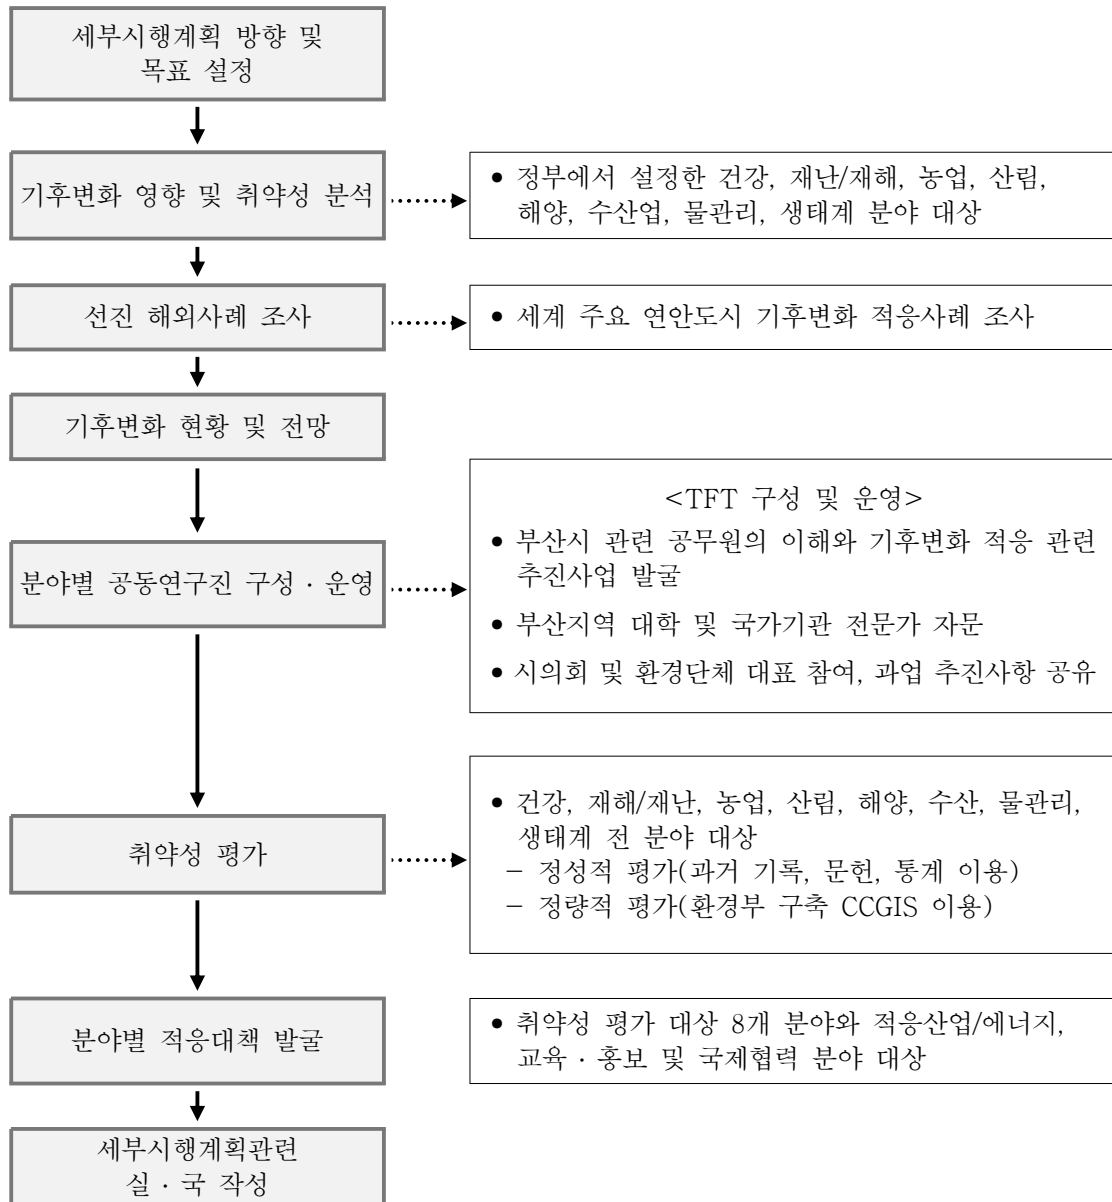 세부시행계획 방향 및
목표 설정
기후변화 영향 및 취약성 분석
• 정부에서 설정한 건강, 재난/재해, 농업, 산림,
해양, 수산업, 물관리, 생태계 분야 대상
선진 해외사례 조사
• 세계 주요 연안도시 기후변화 적응사례 조사
기후변화 현황 및 전망
분야별 공동연구진 구성 · 운영
<TFT 구성 및 운영>
• 부산시 관련 공무원의 이해와 기후변화 적응 관련
추진사업 발굴
• 부산지역 대학 및 국가기관 전문가 자문
• 시의회 및 환경단체 대표 참여, 과업 추진사항 공유
취약성 평가
• 건강, 재해/재난, 농업, 산림, 해양, 수산, 물관리,
생태계 전 분야 대상
- 정성적 평가(과거 기록, 문헌, 통계 이용)
- 정량적 평가(환경부 구축 CCGIS 이용)
분야별 적응대책 발굴
• 취약성 평가 대상 8개 분야와 적응산업/에너지,
교육 · 홍보 및 국제협력 분야 대상
세부시행계획관련
실 · 국 작성